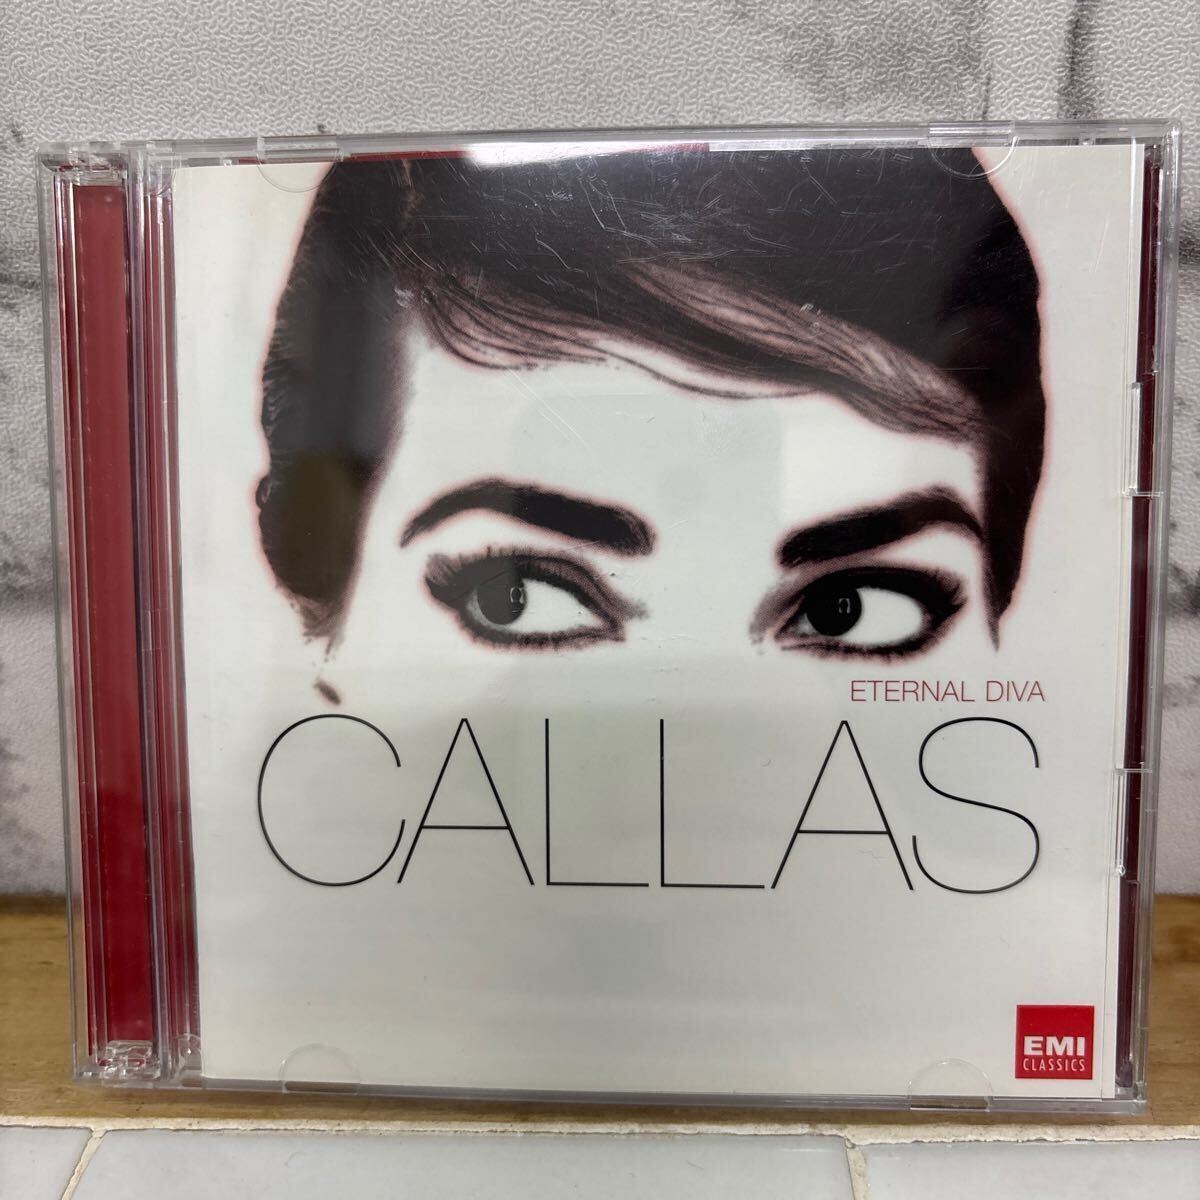 ETERNAL DIVA
CALLAS
EMI
CLASSICS